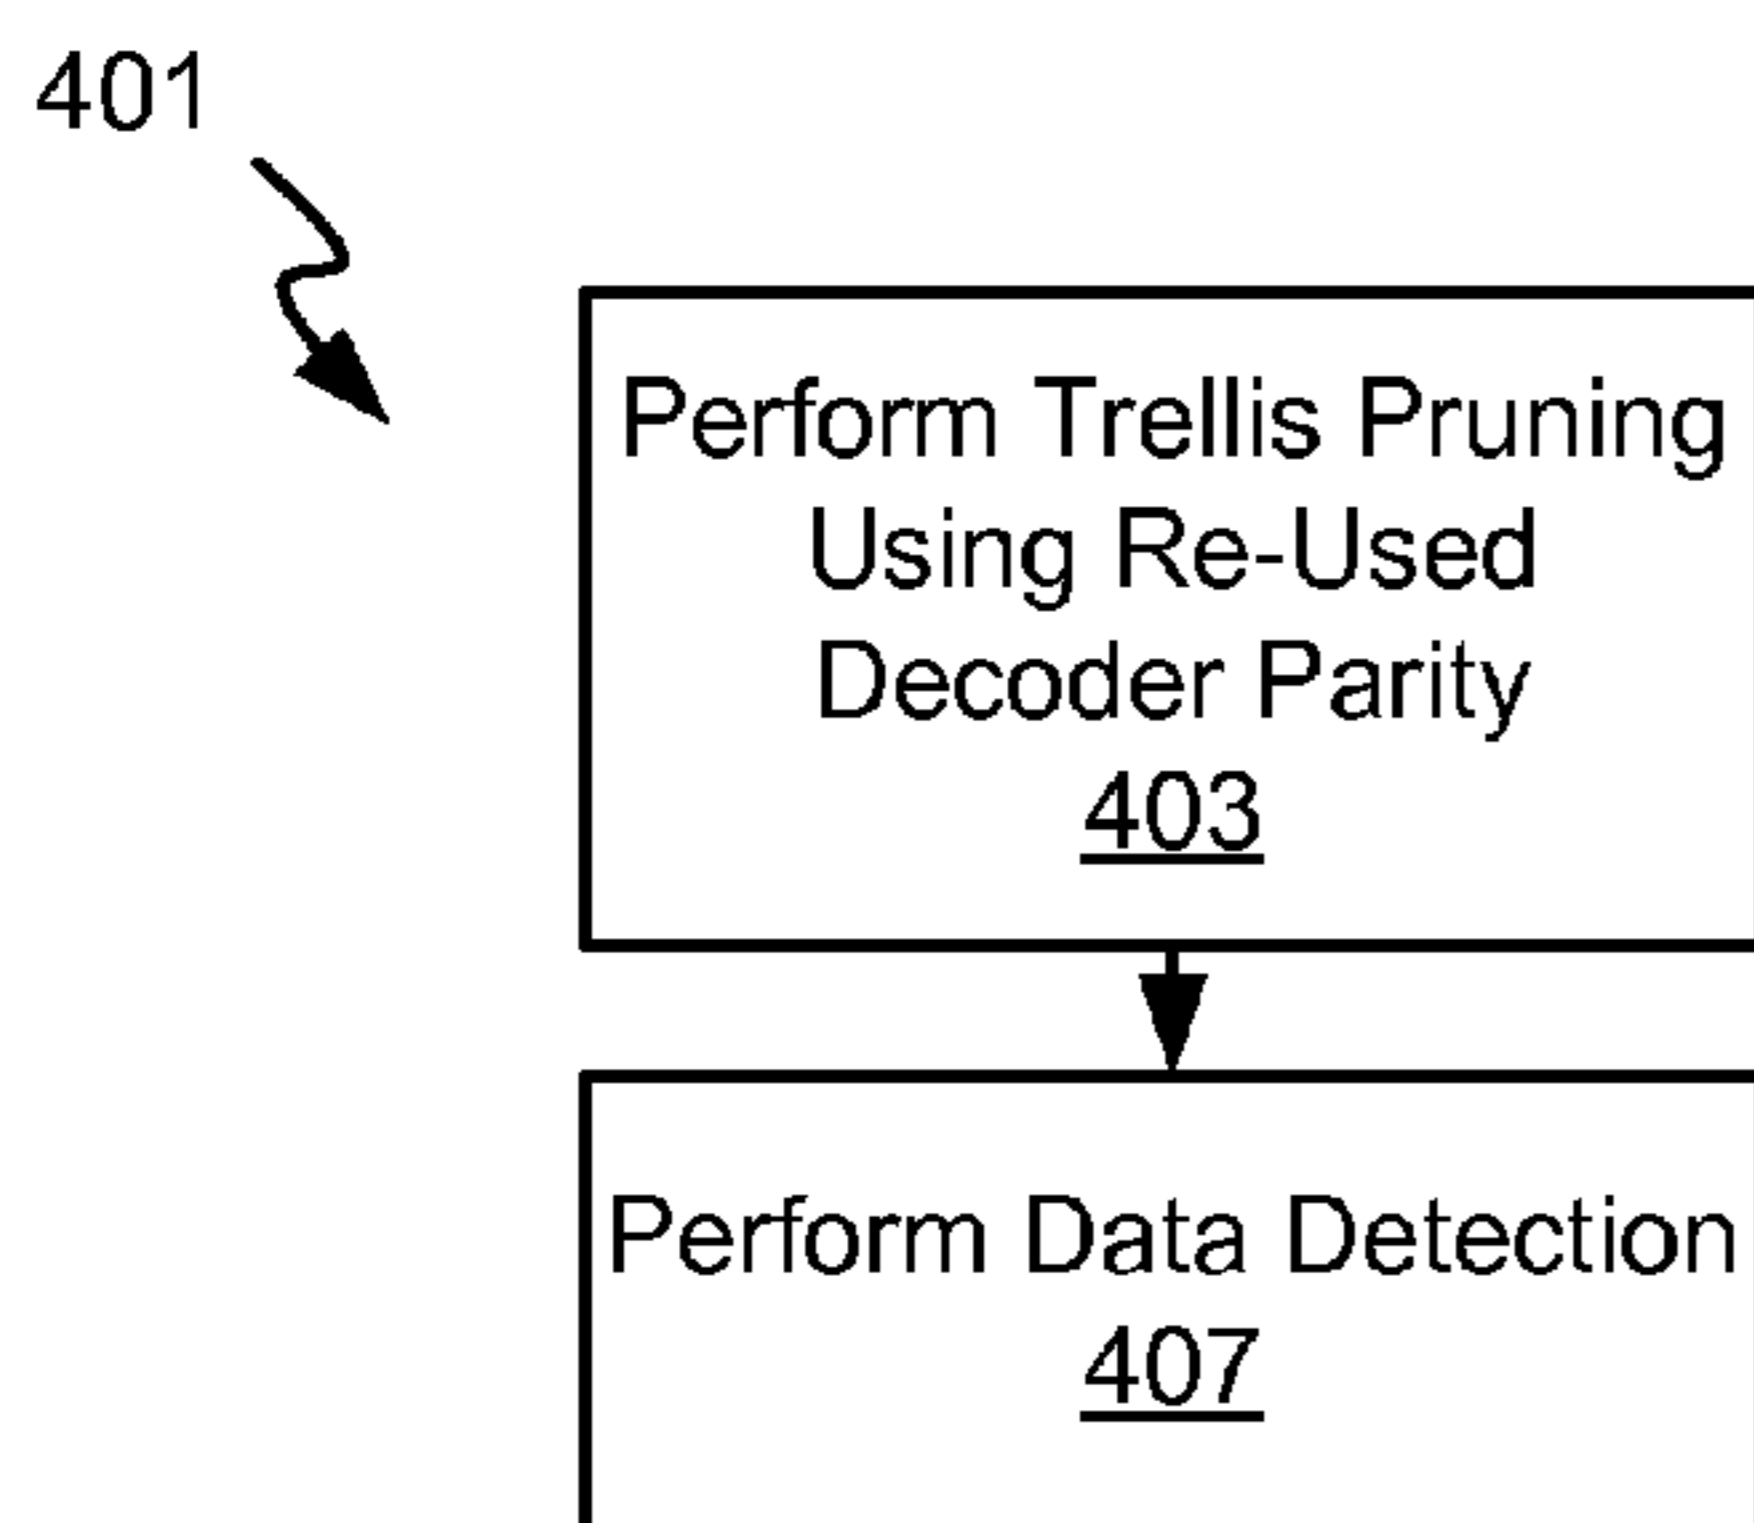 401
Perform Trellis Pruning
Using Re-Used
Decoder Parity
403
Perform Data Detection
407